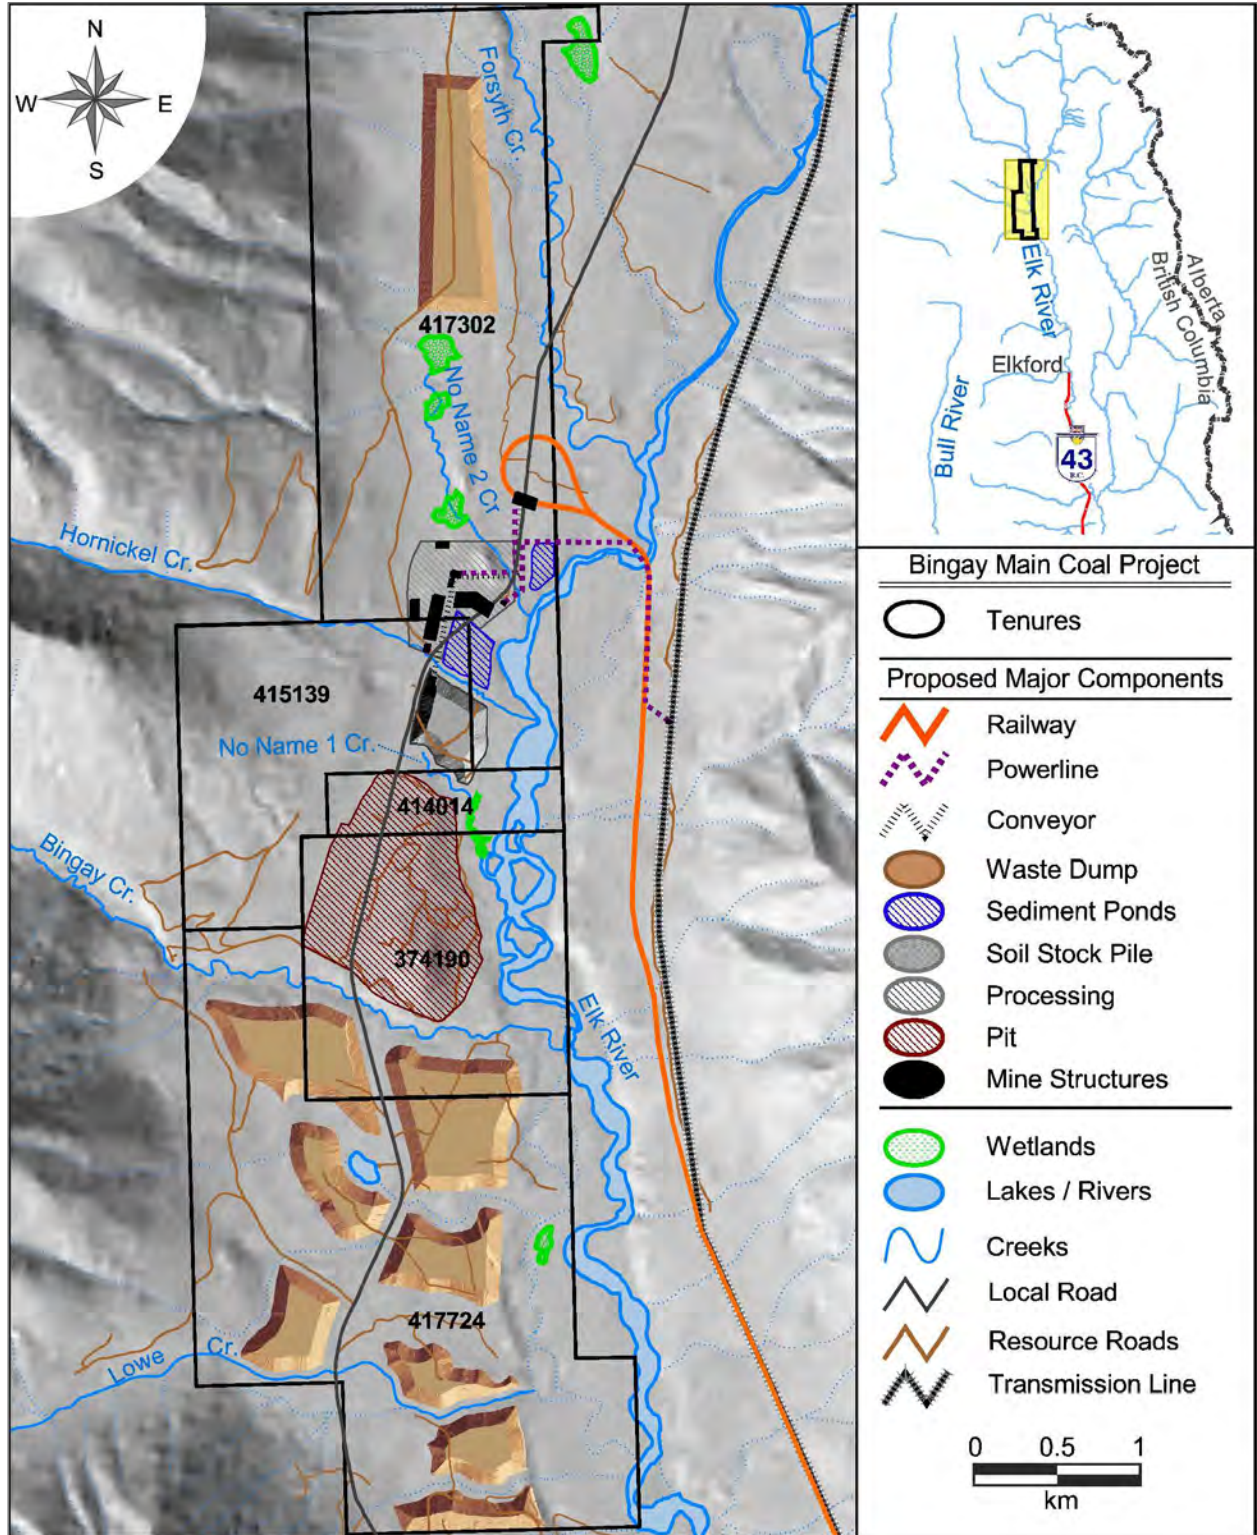 N
W
E
S
Forsyth Cr.
417302
No Name 2 Cr
Hornickel Cr.
415139
No Name 1 Cr.
414014
Bingay Cr.
374190
Elk River
417724
Lowe Cr.
Alberta
British Columbia
Elk River
Elkford
Bull River
43
B.C.
Bingay Main Coal Project
Tenures
Proposed Major Components
Railway
Powerline
Conveyor
Waste Dump
Sediment Ponds
Soil Stock Pile
Processing
Pit
Mine Structures
Wetlands
Lakes / Rivers
Creeks
Local Road
Resource Roads
Transmission Line
0 0.5 1
km